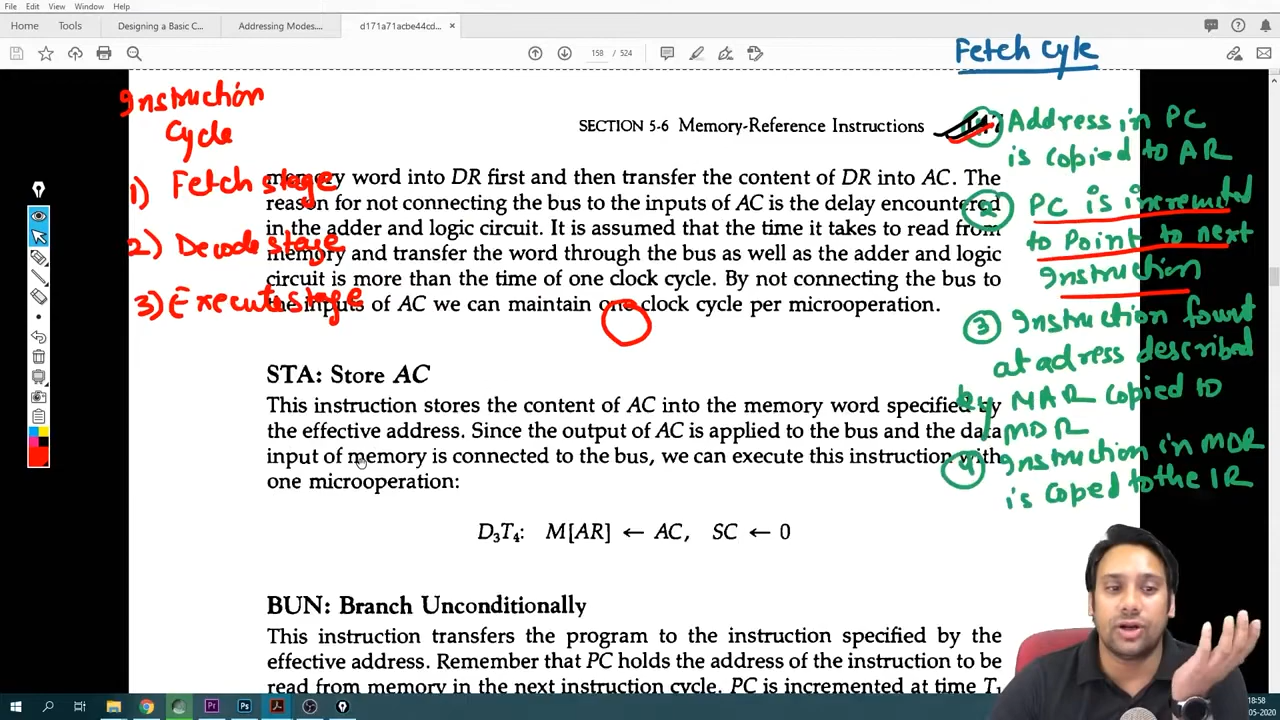 File Edit View Window Help
Home Tools Designing a Basic C... Addressing Modes.... d171a71acbe44cd... ×
158 / 524
Fetch Cyle
Instruction
Cycle
1) Fetch stage
2) Decode stage
3) Execute stage
SECTION 5-6 Memory-Reference Instructions
memory word into DR first and then transfer the content of DR into AC. The
reason for not connecting the bus to the inputs of AC is the delay encountered
in the adder and logic circuit. It is assumed that the time it takes to read from
memory and transfer the word through the bus as well as the adder and logic
circuit is more than the time of one clock cycle. By not connecting the bus to
the inputs of AC we can maintain one clock cycle per microoperation.
STA: Store AC
This instruction stores the content of AC into the memory word specified by
the effective address. Since the output of AC is applied to the bus and the data
input of memory is connected to the bus, we can execute this instruction with
one microoperation:
D₃T₄: M[AR] ← AC, SC ← 0
BUN: Branch Unconditionally
This instruction transfers the program to the instruction specified by the
effective address. Remember that PC holds the address of the instruction to be
read from memory in the next instruction cycle. PC is incremented at time T₁
Address in PC
is copied to AR
2 PC is incremented
to Point to next
Instruction
3 Instruction fount
at adress described
by MAR copied to
MDR
4 Instruction in MDR
is coped to the IR
18:58
05-2020